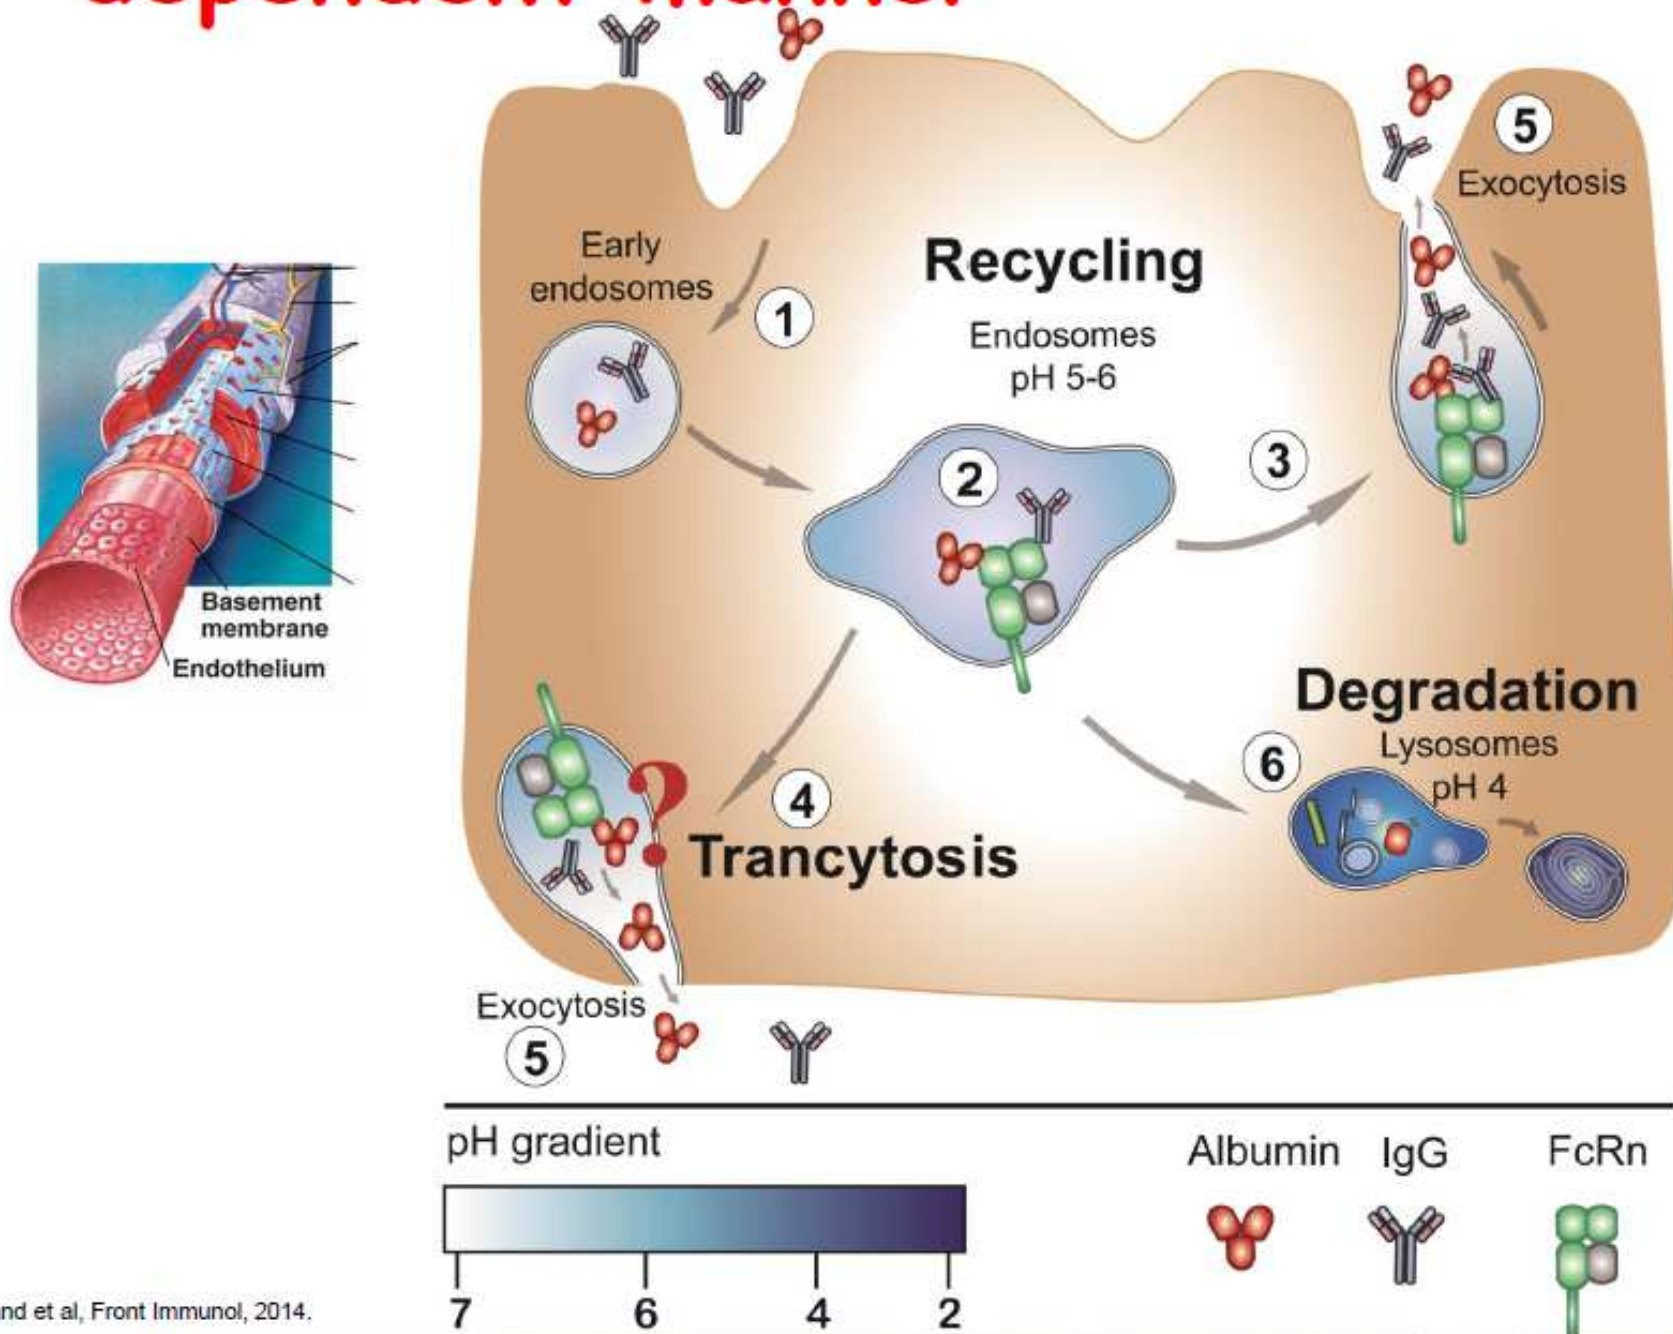 dependent manner
Early
endosomes
1
Recycling
Endosomes
pH 5-6
2
3
5
Exocytosis
Basement
membrane
Endothelium
4
Trancytosis
?
Exocytosis
5
Degradation
Lysosomes
pH 4
6
pH gradient
7 6 4 2
Albumin IgG FcRn
et al, Front Immunol, 2014.